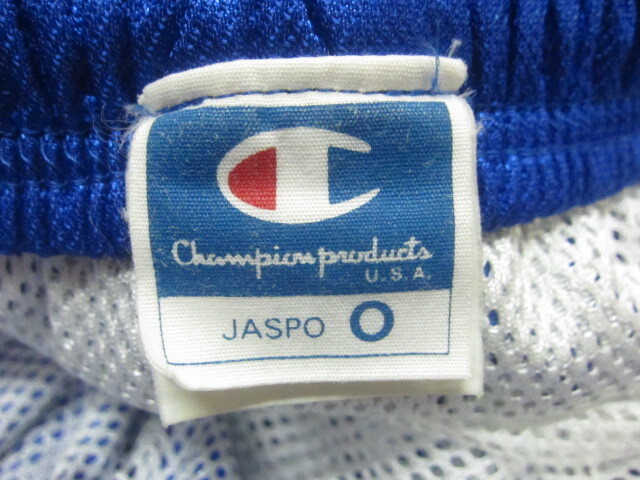 Champion products
U.S.A.
JASPO O